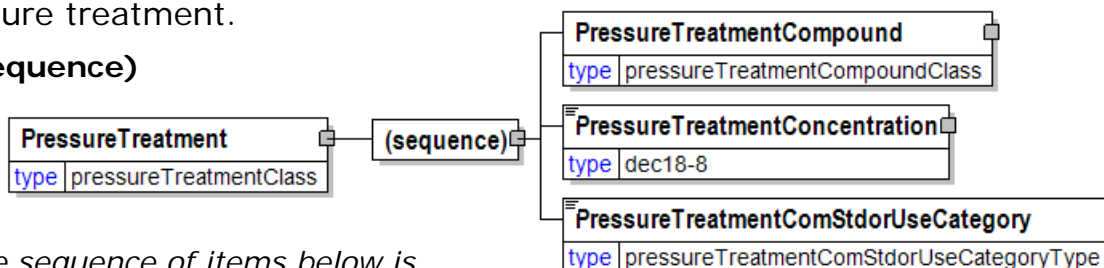 ure treatment.
equence)
PressureTreatment
type pressureTreatmentClass
(sequence)
PressureTreatmentCompound
type pressureTreatmentCompoundClass
PressureTreatmentConcentration
type dec18-8
PressureTreatmentComStdorUseCategory
type pressureTreatmentComStdorUseCategoryType
e sequence of items below is